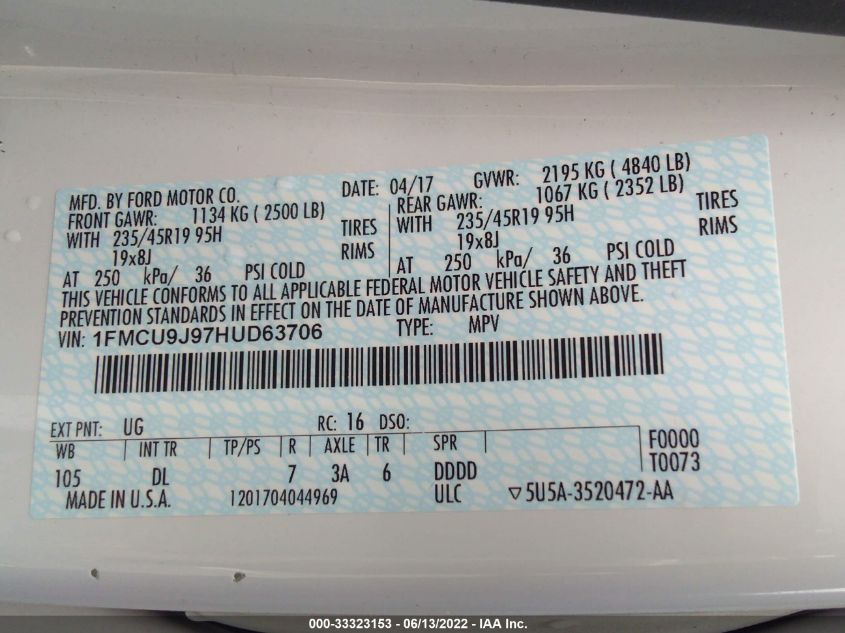 MFD. BY FORD MOTOR CO. DATE: 04/17 GVWR: 2195 KG ( 4840 LB)
FRONT GAWR: 1134 KG ( 2500 LB) REAR GAWR: 1067 KG ( 2352 LB)
WITH 235/45R19 95H TIRES WITH 235/45R19 95H TIRES
19x8J RIMS 19x8J RIMS
AT 250 kPa/ 36 PSI COLD AT 250 kPa/ 36 PSI COLD
THIS VEHICLE CONFORMS TO ALL APPLICABLE FEDERAL MOTOR VEHICLE SAFETY AND THEFT
PREVENTION STANDARDS IN EFFECT ON THE DATE OF MANUFACTURE SHOWN ABOVE.
VIN: 1FMCU9J97HUD63706 TYPE: MPV
EXT PNT: UG RC: 16 DSO:
WB INT TR TP/PS R AXLE TR SPR F0000
105 DL 7 3A 6 DDDD T0073
MADE IN U.S.A. 1201704044969 ULC ▽5U5A-3520472-AA
000-33323153 - 06/13/2022 - IAA Inc.